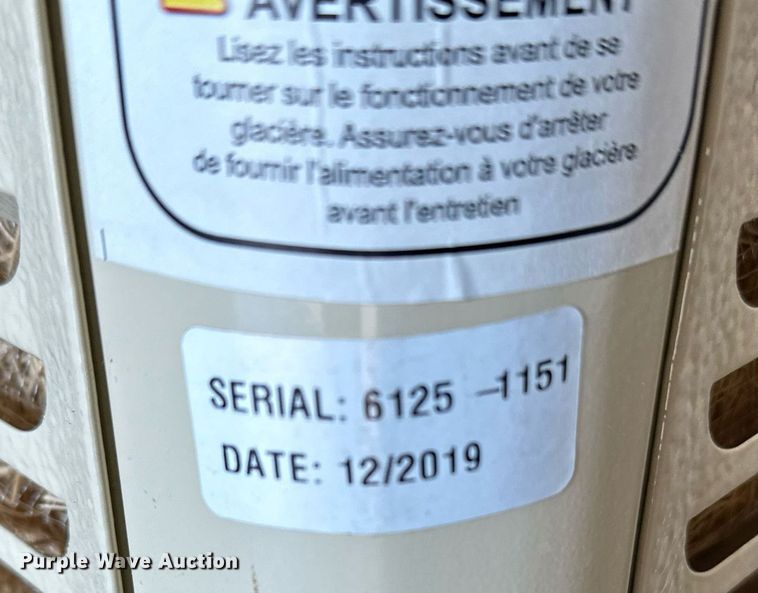 AVERTISSEMENT
Lisez les instructions avant de se
tourner sur le fonctionnement de votre
glacière. Assurez-vous d'arrêter
de fournir l'alimentation à votre glacière
avant l'entretien
SERIAL: 6125 -1151
DATE: 12/2019
Purple Wave Auction